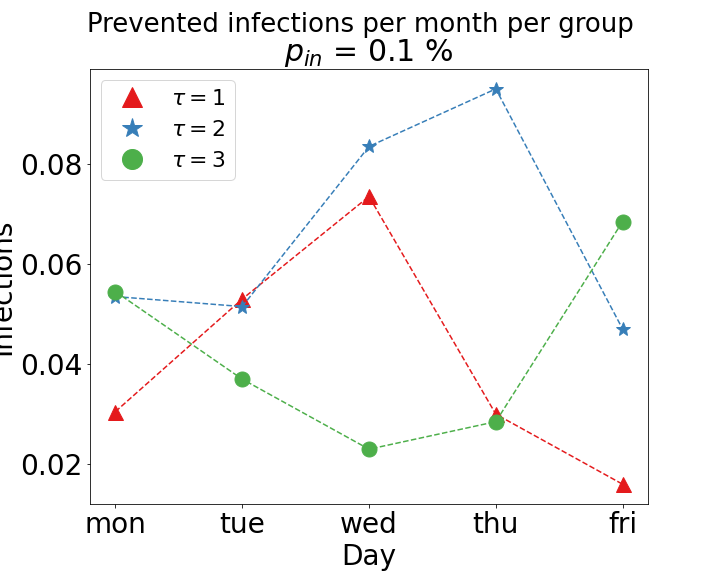 Prevented infections per month per group
p_in = 0.1 %
τ = 1
τ = 2
τ = 3
0.08
0.06
0.04
0.02
Infections
mon tue wed thu fri
Day